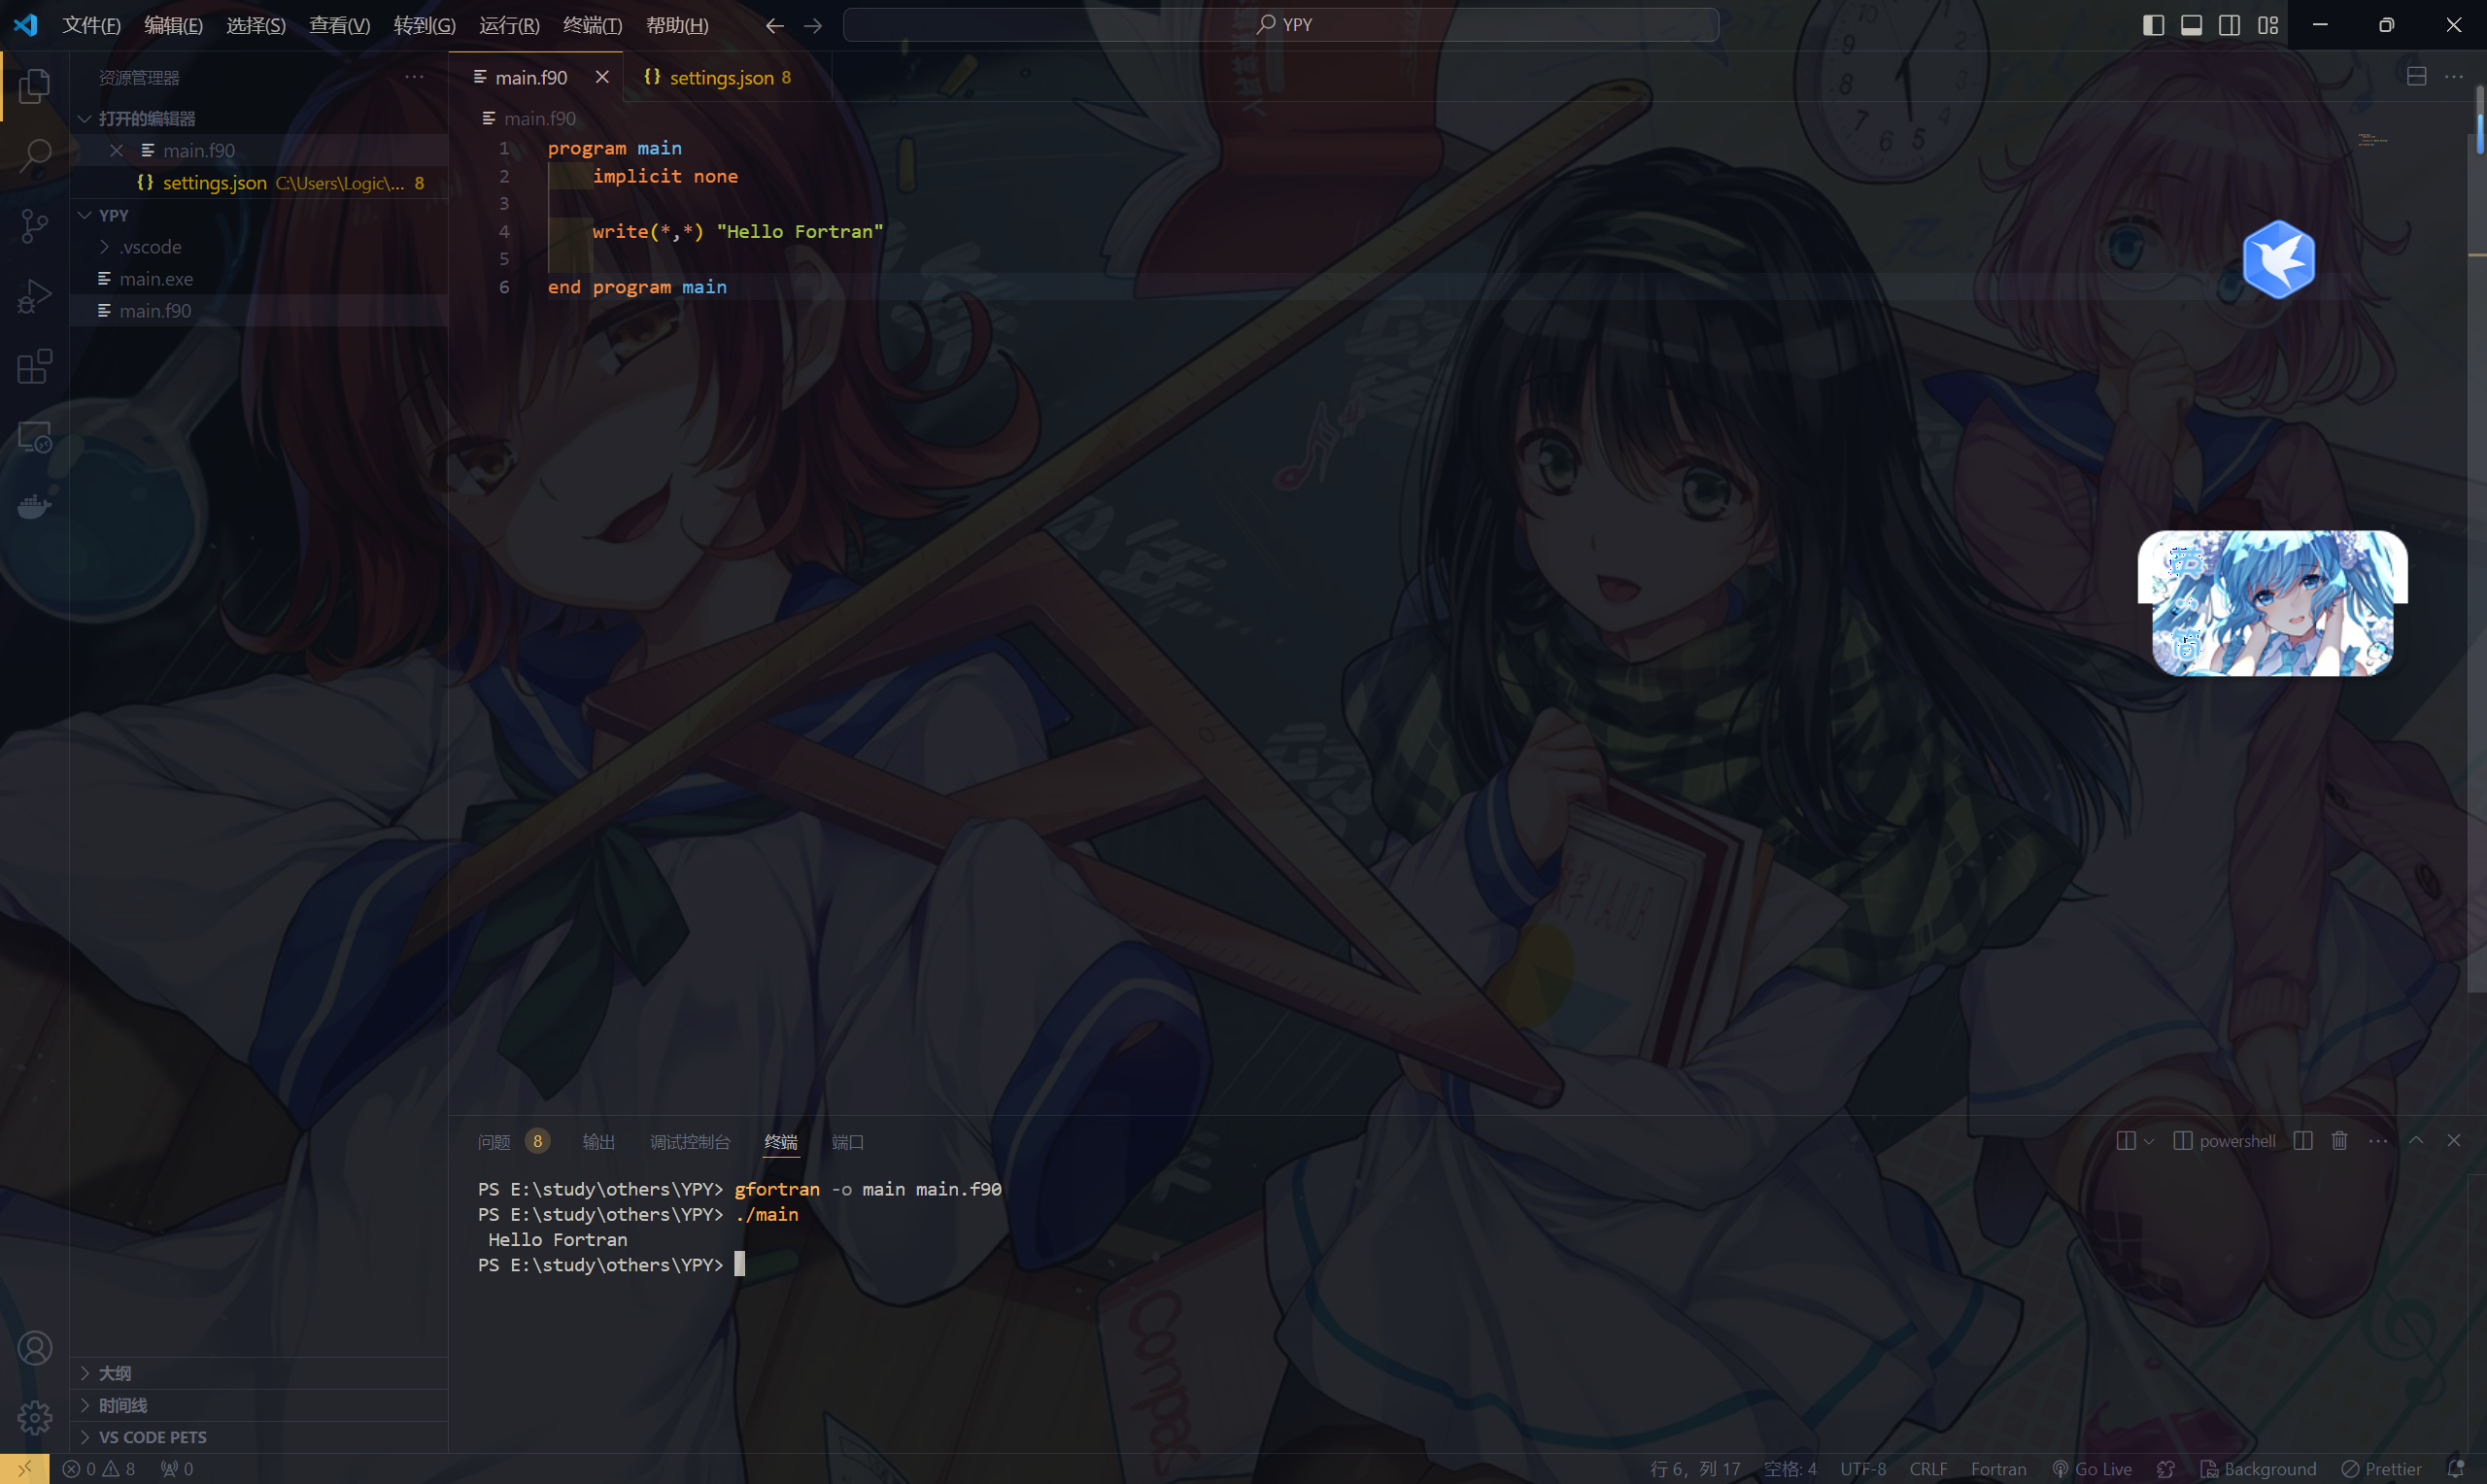 文件(F) 编辑(E) 选择(S) 查看(V) 转到(G) 运行(R) 终端(T) 帮助(H) YPY
资源管理器
main.f90 settings.json 8
打开的编辑器
main.f90
main.f90
settings.json C:\Users\Logic\... 8
YPY
.vscode
main.exe
main.f90
1 program main
2 implicit none
3
4 write(*,*) "Hello Fortran"
5
6 end program main
问题 8 输出 调试控制台 终端 端口 powershell
PS E:\study\others\YPY> gfortran -o main main.f90
PS E:\study\others\YPY> ./main
Hello Fortran
PS E:\study\others\YPY>
大纲
时间线
VS CODE PETS
0 8 0 行 6，列 17 空格: 4 UTF-8 CRLF Fortran Go Live Background Prettier